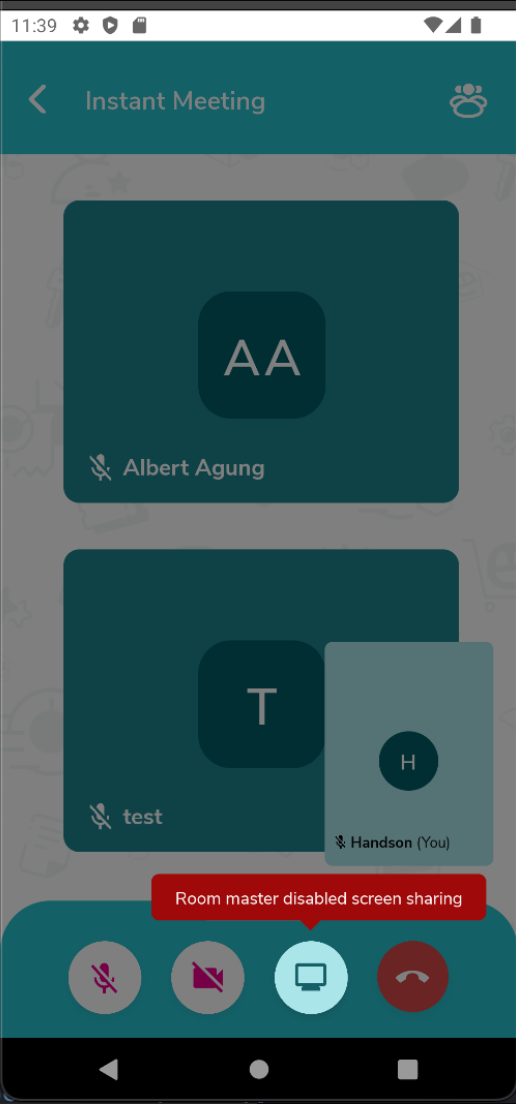 11:39
Instant Meeting
AA
Albert Agung
T
test
H
Handson (You)
Room master disabled screen sharing